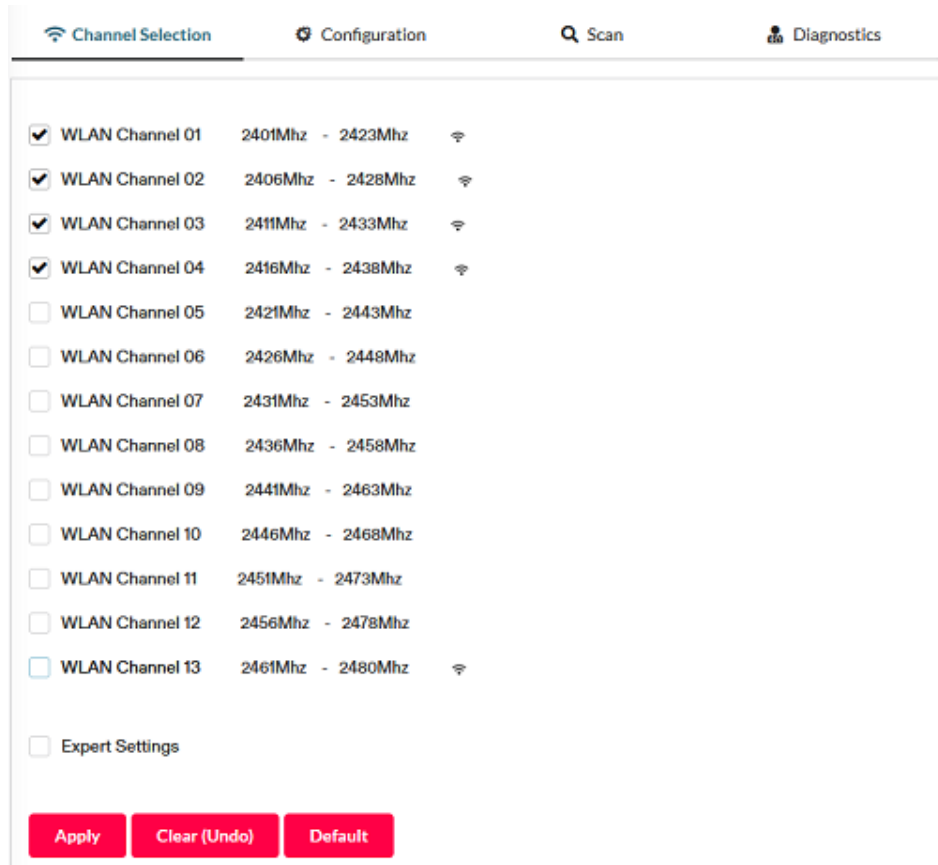 Channel Selection Configuration Scan Diagnostics
WLAN Channel 01 2401Mhz - 2423Mhz
WLAN Channel 02 2406Mhz - 2428Mhz
WLAN Channel 03 2411Mhz - 2433Mhz
WLAN Channel 04 2416Mhz - 2438Mhz
WLAN Channel 05 2421Mhz - 2443Mhz
WLAN Channel 06 2426Mhz - 2448Mhz
WLAN Channel 07 2431Mhz - 2453Mhz
WLAN Channel 08 2436Mhz - 2458Mhz
WLAN Channel 09 2441Mhz - 2463Mhz
WLAN Channel 10 2446Mhz - 2468Mhz
WLAN Channel 11 2451Mhz - 2473Mhz
WLAN Channel 12 2456Mhz - 2478Mhz
WLAN Channel 13 2461Mhz - 2480Mhz
Expert Settings
Apply Clear (Undo) Default